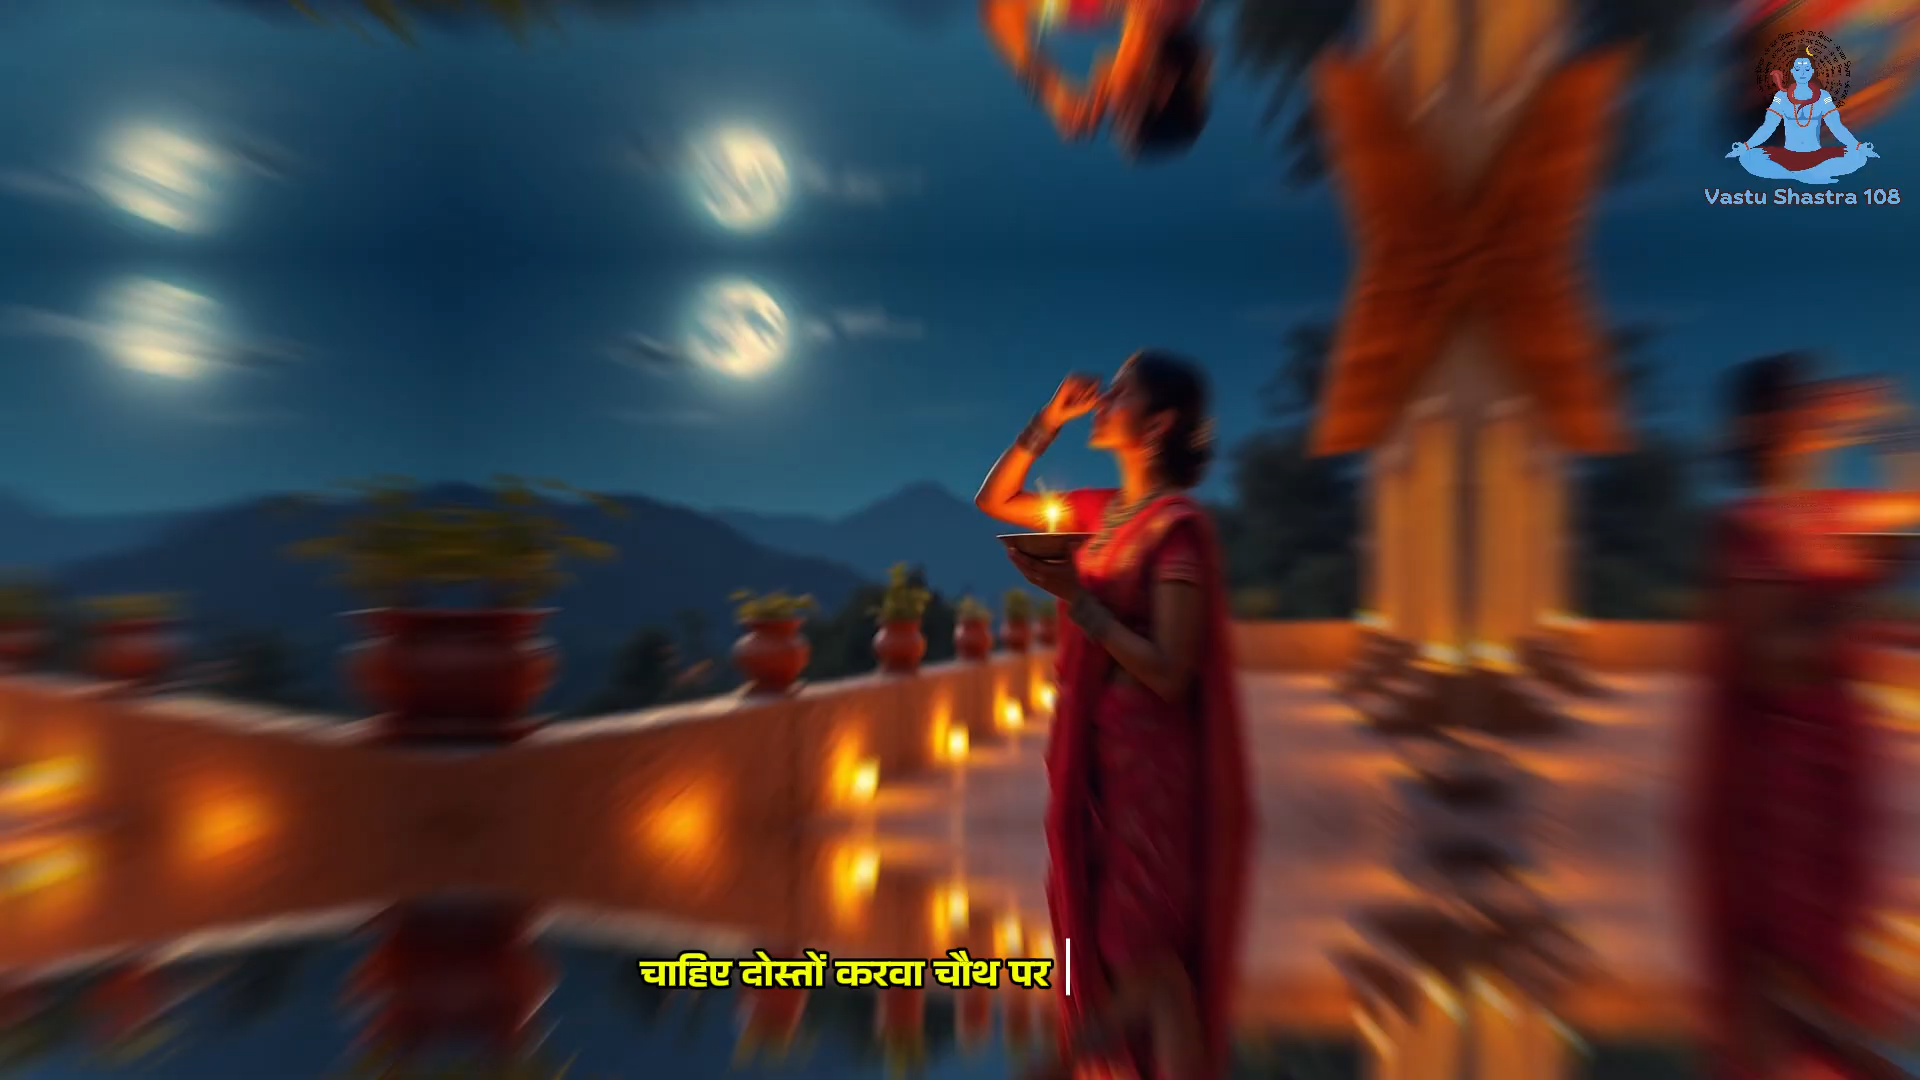 Vastu Shastra 108
चाहिए दोस्तों करवा चौथ पर